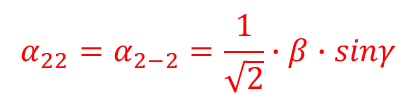 α₂₂ = α₂₋₂ = 1/√2 · β · sinγ